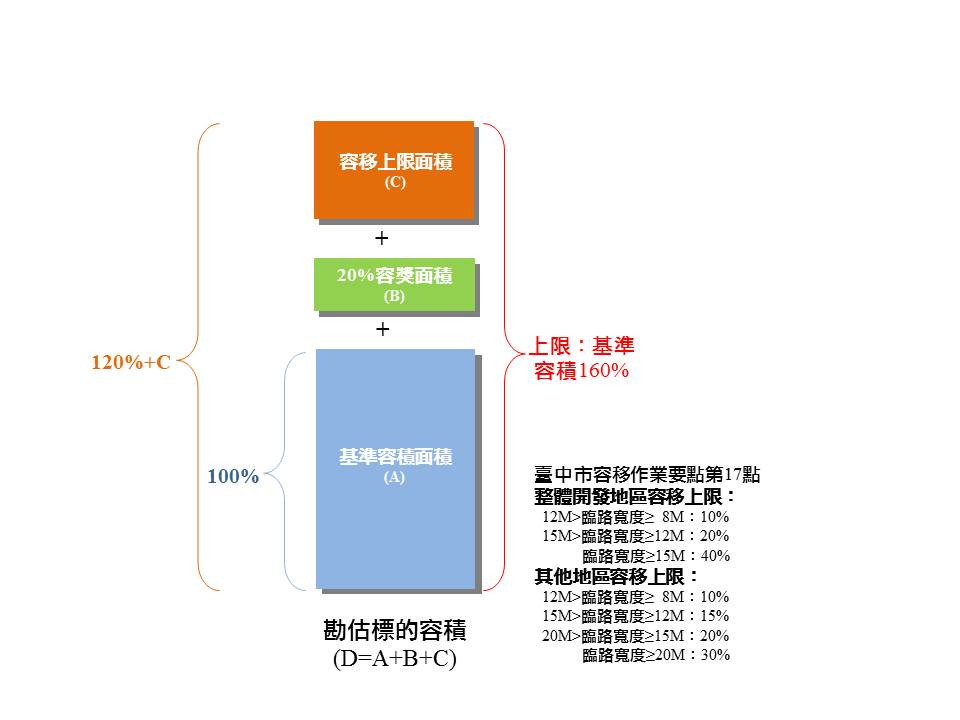 容移上限面積
(C)
+
20%容獎面積
(B)
+
120%+C
上限：基準
容積160%
基準容積面積
(A)
100%
臺中市容移作業要點第17點
整體開發地區容移上限：
12M>臨路寬度≥ 8M：10%
15M>臨路寬度≥12M：20%
臨路寬度≥15M：40%
其他地區容移上限：
12M>臨路寬度≥ 8M：10%
15M>臨路寬度≥12M：15%
20M>臨路寬度≥15M：20%
臨路寬度≥20M：30%
勘估標的容積
(D=A+B+C)